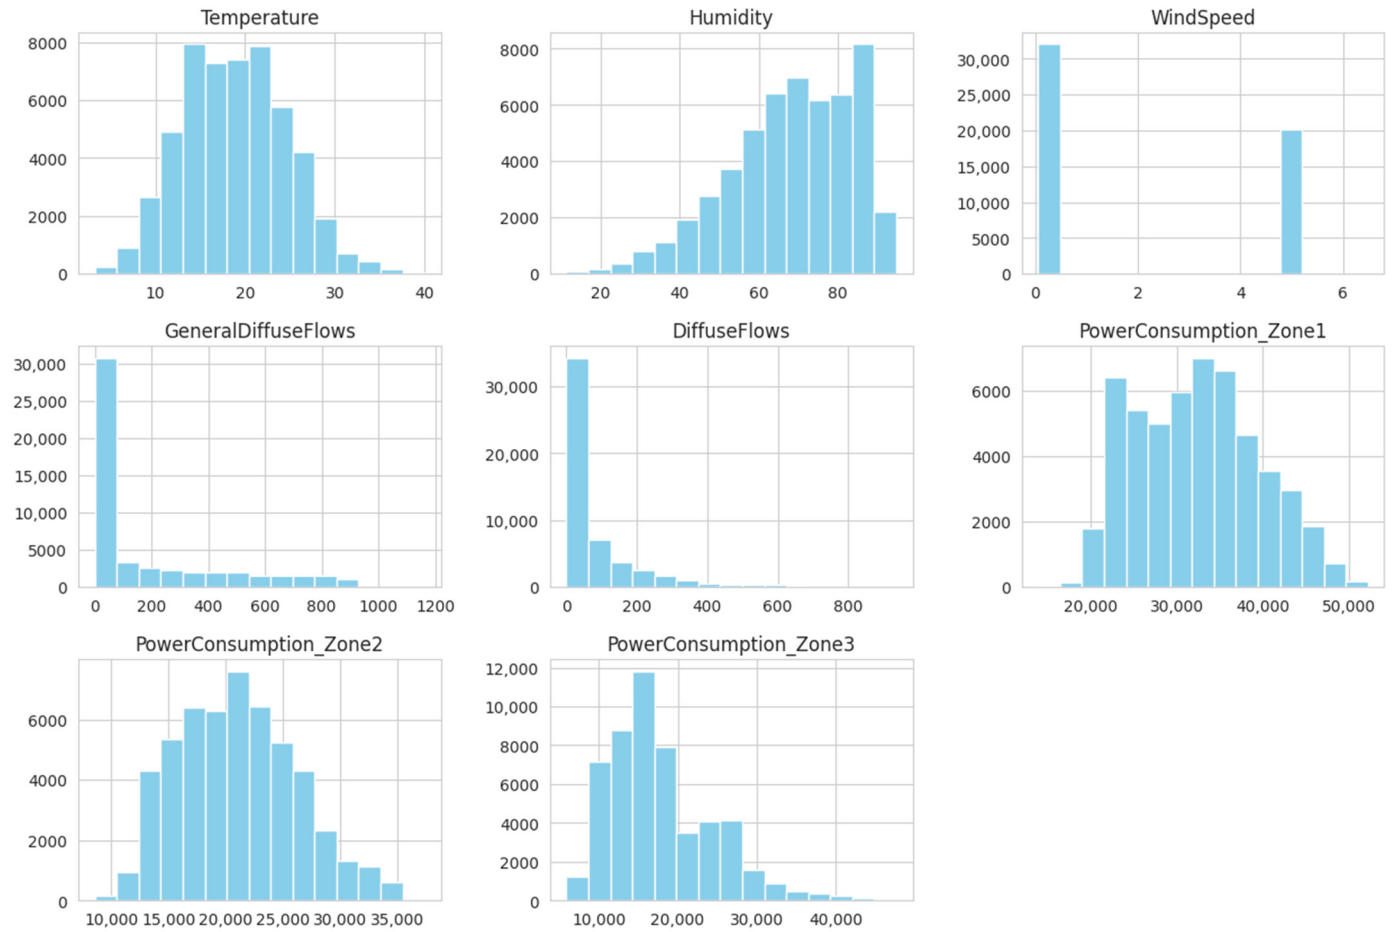 Temperature
8000
6000
4000
2000
0
10 20 30 40
Humidity
8000
6000
4000
2000
0
20 40 60 80
WindSpeed
30,000
25,000
20,000
15,000
10,000
5000
0
0 2 4 6
GeneralDiffuseFlows
30,000
25,000
20,000
15,000
10,000
5000
0
0 200 400 600 800 1000 1200
DiffuseFlows
30,000
20,000
10,000
0
0 200 400 600 800
PowerConsumption_Zone1
6000
4000
2000
0
20,000 30,000 40,000 50,000
PowerConsumption_Zone2
6000
4000
2000
0
10,000 15,000 20,000 25,000 30,000 35,000
PowerConsumption_Zone3
12,000
10,000
8000
6000
4000
2000
0
10,000 20,000 30,000 40,000